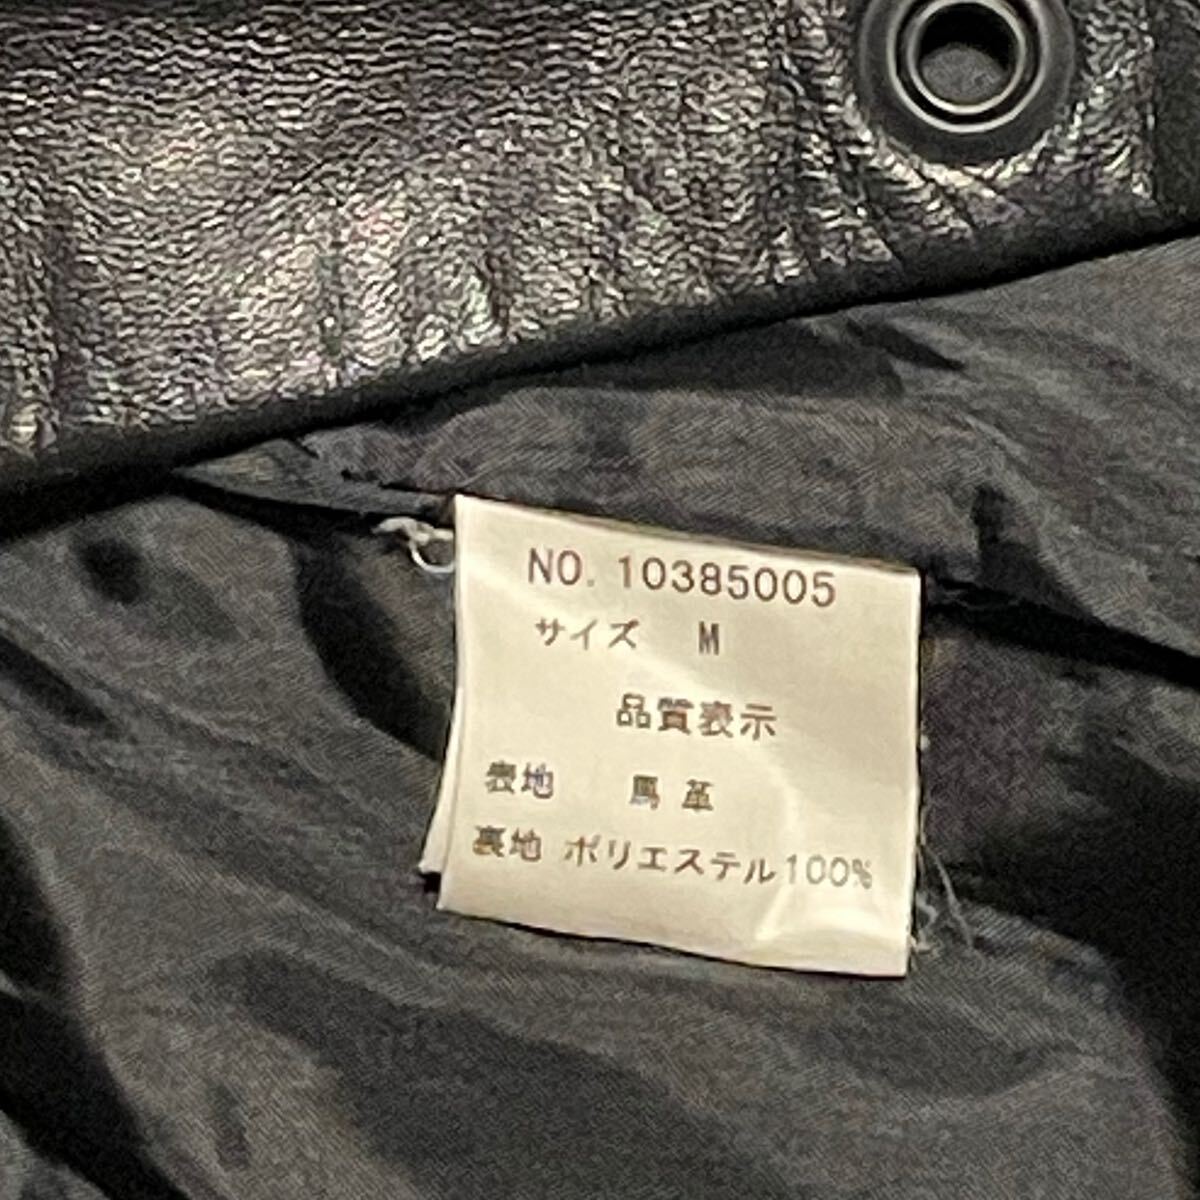 NO. 10385005
サイズ M
品質表示
表地 馬革
裏地 ポリエステル100%